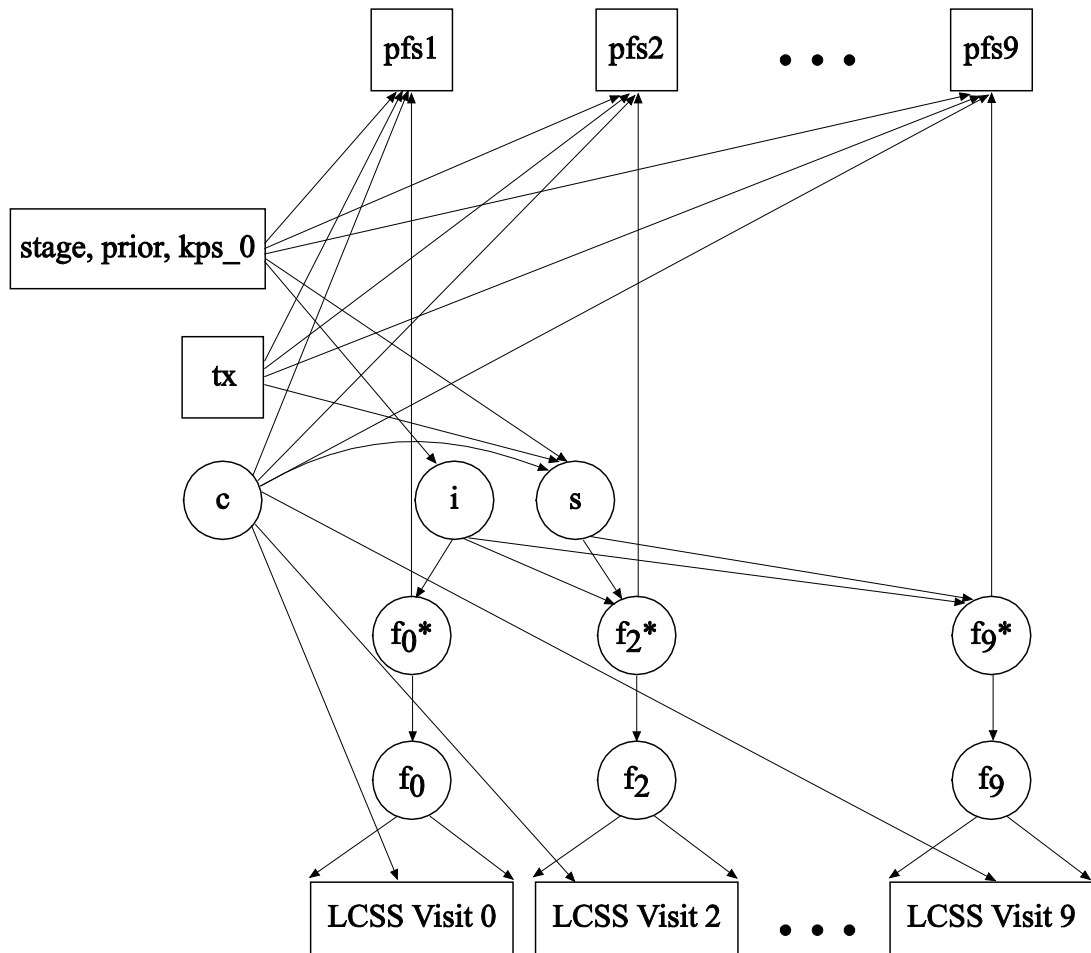 pfs1
pfs2
pfs9
stage, prior, kps_0
tx
c
i
s
f0*
f2*
f9*
f0
f2
f9
LCSS Visit 0
LCSS Visit 2
LCSS Visit 9